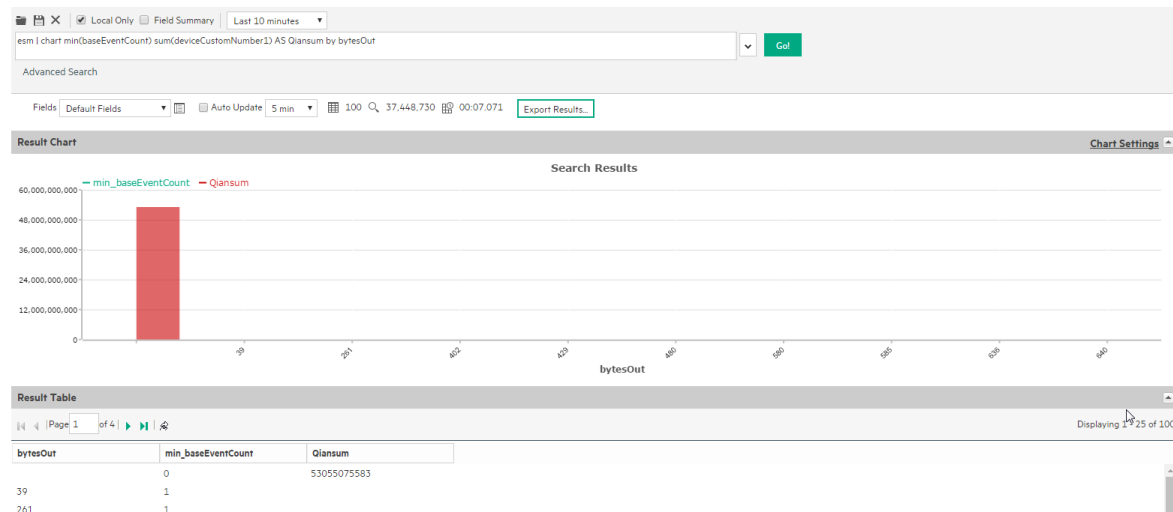 Local Only Field Summary Last 10 minutes
esm | chart min(baseEventCount) sum(deviceCustomNumber1) AS Qiansum by bytesOut
Go!
Advanced Search
Fields Default Fields Auto Update 5 min 100 37,448,730 00:07.071 Export Results...
Result Chart Chart Settings
Search Results
min_baseEventCount Qiansum
60,000,000,000
48,000,000,000
36,000,000,000
24,000,000,000
12,000,000,000
0
39 261 402 429 480 580 585 636 640
bytesOut
Result Table
Page 1 of 4 Displaying 1 - 25 of 100
bytesOut min_baseEventCount Qiansum
0 53055075583
39 1
261 1